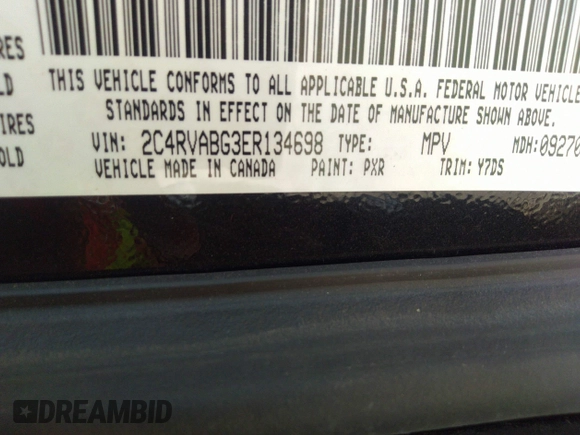 RES
LD
THIS VEHICLE CONFORMS TO ALL APPLICABLE U.S.A. FEDERAL MOTOR VEHICLE
STANDARDS IN EFFECT ON THE DATE OF MANUFACTURE SHOWN ABOVE.
IRES
VIN: 2C4RVABG3ER134698 TYPE: MPV MDH:09270
OLD
VEHICLE MADE IN CANADA PAINT: PXR TRIM: Y7DS
DREAMBID